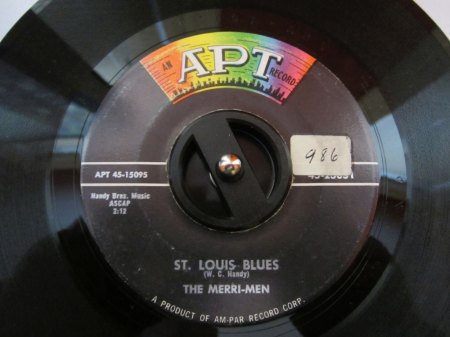 AN
APT
RECORD
986
APT 45-15095
Handy Bros. Music
ASCAP
2:12
ST. LOUIS BLUES
(W. C. Handy)
THE MERRI-MEN
A PRODUCT OF AM-PAR RECORD CORP.